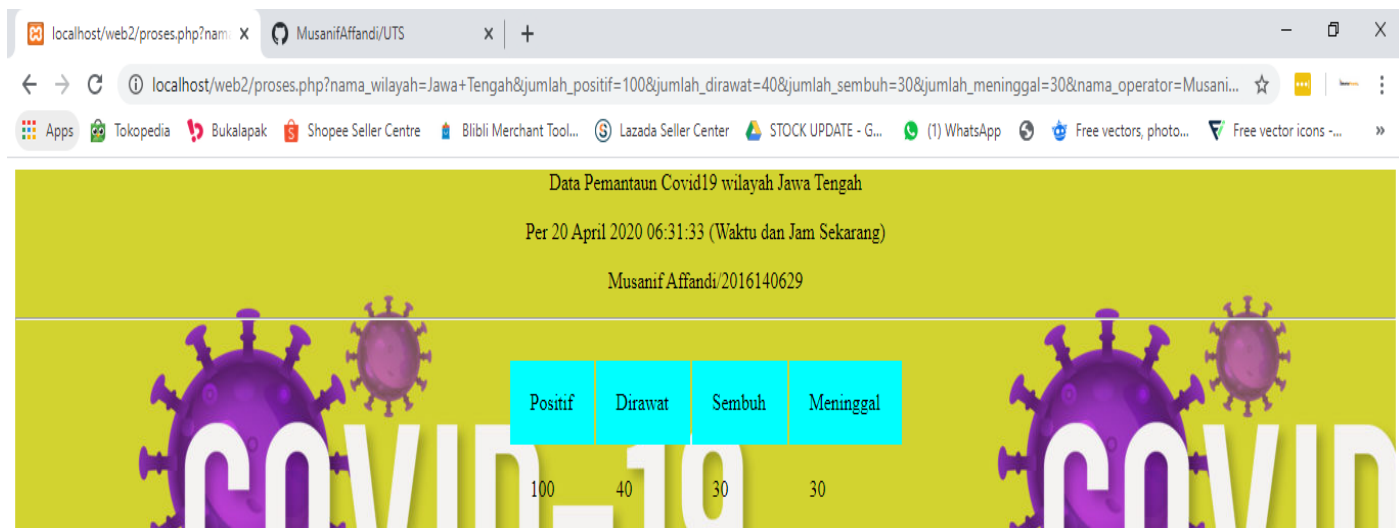 localhost/web2/proses.php?nam
MusanifAffandi/UTS
localhost/web2/proses.php?nama_wilayah=Jawa+Tengah&jumlah_positif=100&jumlah_dirawat=40&jumlah_sembuh=30&jumlah_meninggal=30&nama_operator=Musani...
Apps Tokopedia Bukalapak Shopee Seller Centre Blibli Merchant Tool... Lazada Seller Center STOCK UPDATE - G... (1) WhatsApp Free vectors, photo... Free vector icons -... »
Data Pemantaun Covid19 wilayah Jawa Tengah
Per 20 April 2020 06:31:33 (Waktu dan Jam Sekarang)
Musanif Affandi/2016140629
Positif Dirawat Sembuh Meninggal
100 40 30 30
COVID-19 COVID